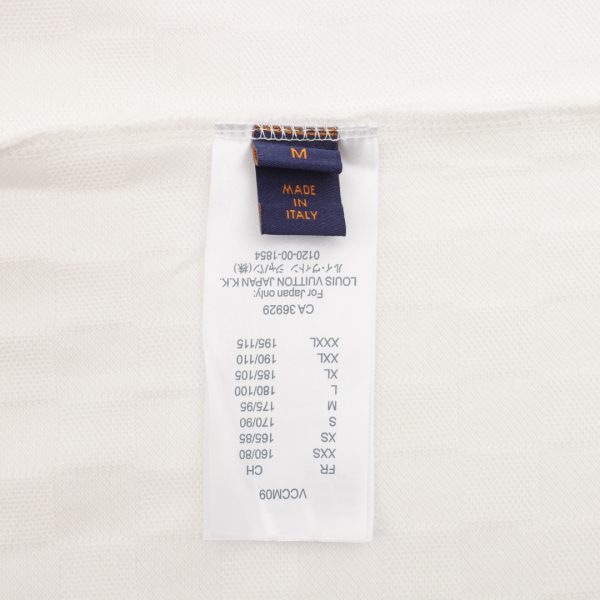 M
MADE
IN
ITALY
VCCM09
FR CH
XXS 160/80
XS 165/85
S 170/90
M 175/95
L 180/100
XL 185/105
XXL 190/110
XXXL 195/115
CA 36929
For Japan only:
LOUIS VUITTON JAPAN K.K.
ルイ・ヴィトン ジャパン(株)
0120-00-1854